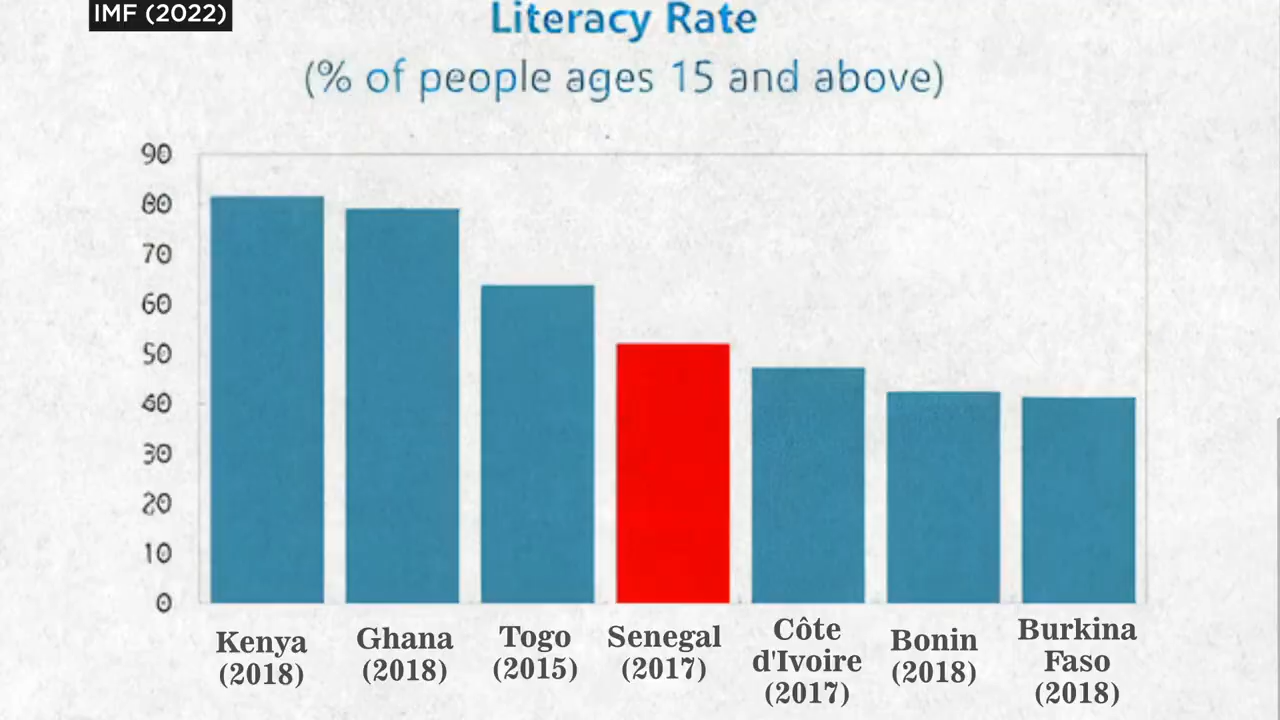 IMF (2022)
Literacy Rate
(% of people ages 15 and above)
90
80
70
60
50
40
30
20
10
0
Kenya
(2018)
Ghana
(2018)
Togo
(2015)
Senegal
(2017)
Côte
d'Ivoire
(2017)
Bonin
(2018)
Burkina
Faso
(2018)